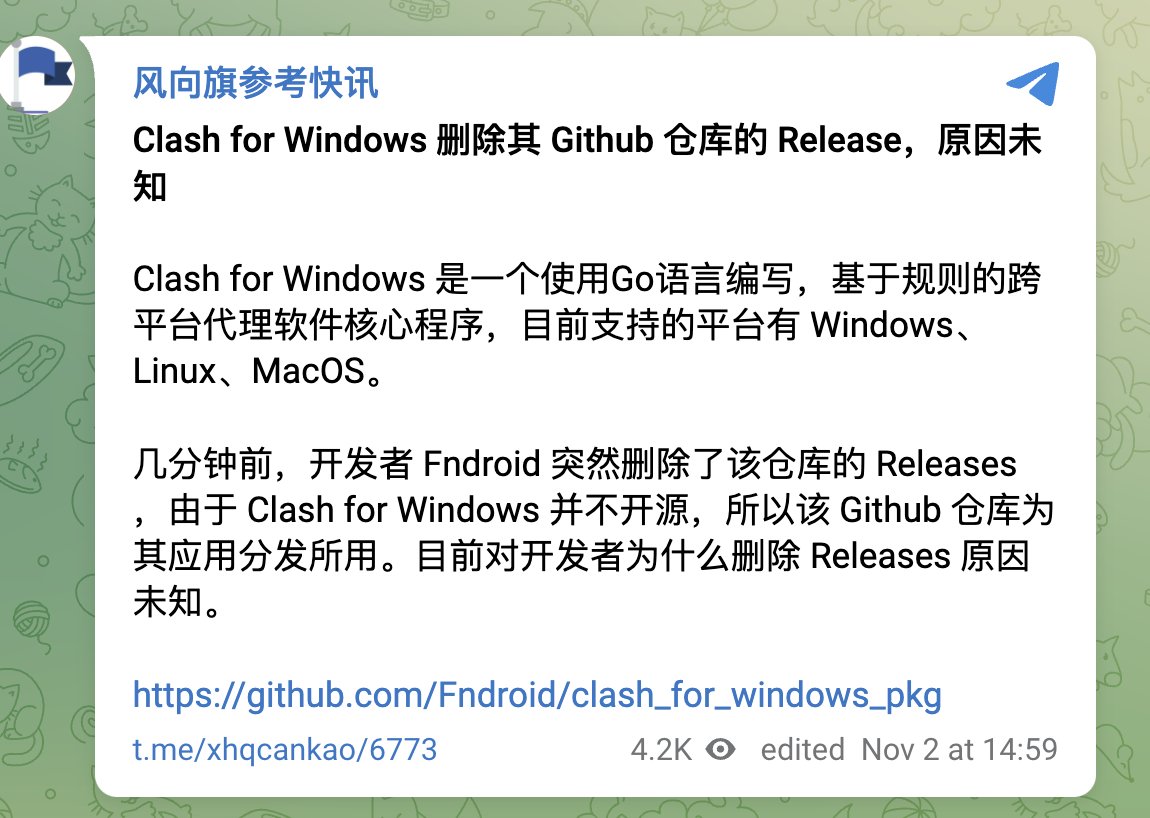 风向旗参考快讯
Clash for Windows 删除其 Github 仓库的 Release，原因未
知
Clash for Windows 是一个使用Go语言编写，基于规则的跨
平台代理软件核心程序，目前支持的平台有 Windows、
Linux、MacOS。
几分钟前，开发者 Fndroid 突然删除了该仓库的 Releases
，由于 Clash for Windows 并不开源，所以该 Github 仓库为
其应用分发所用。目前对开发者为什么删除 Releases 原因
未知。
https://github.com/Fndroid/clash_for_windows_pkg
t.me/xhqcankao/6773 4.2K edited Nov 2 at 14:59